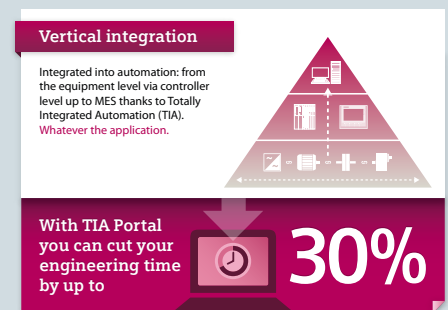 Vertical integration
Integrated into automation: from
the equipment level via controller
level up to MES thanks to Totally
Integrated Automation (TIA).
Whatever the application.
With TIA Portal
you can cut your
engineering time
by up to
30%